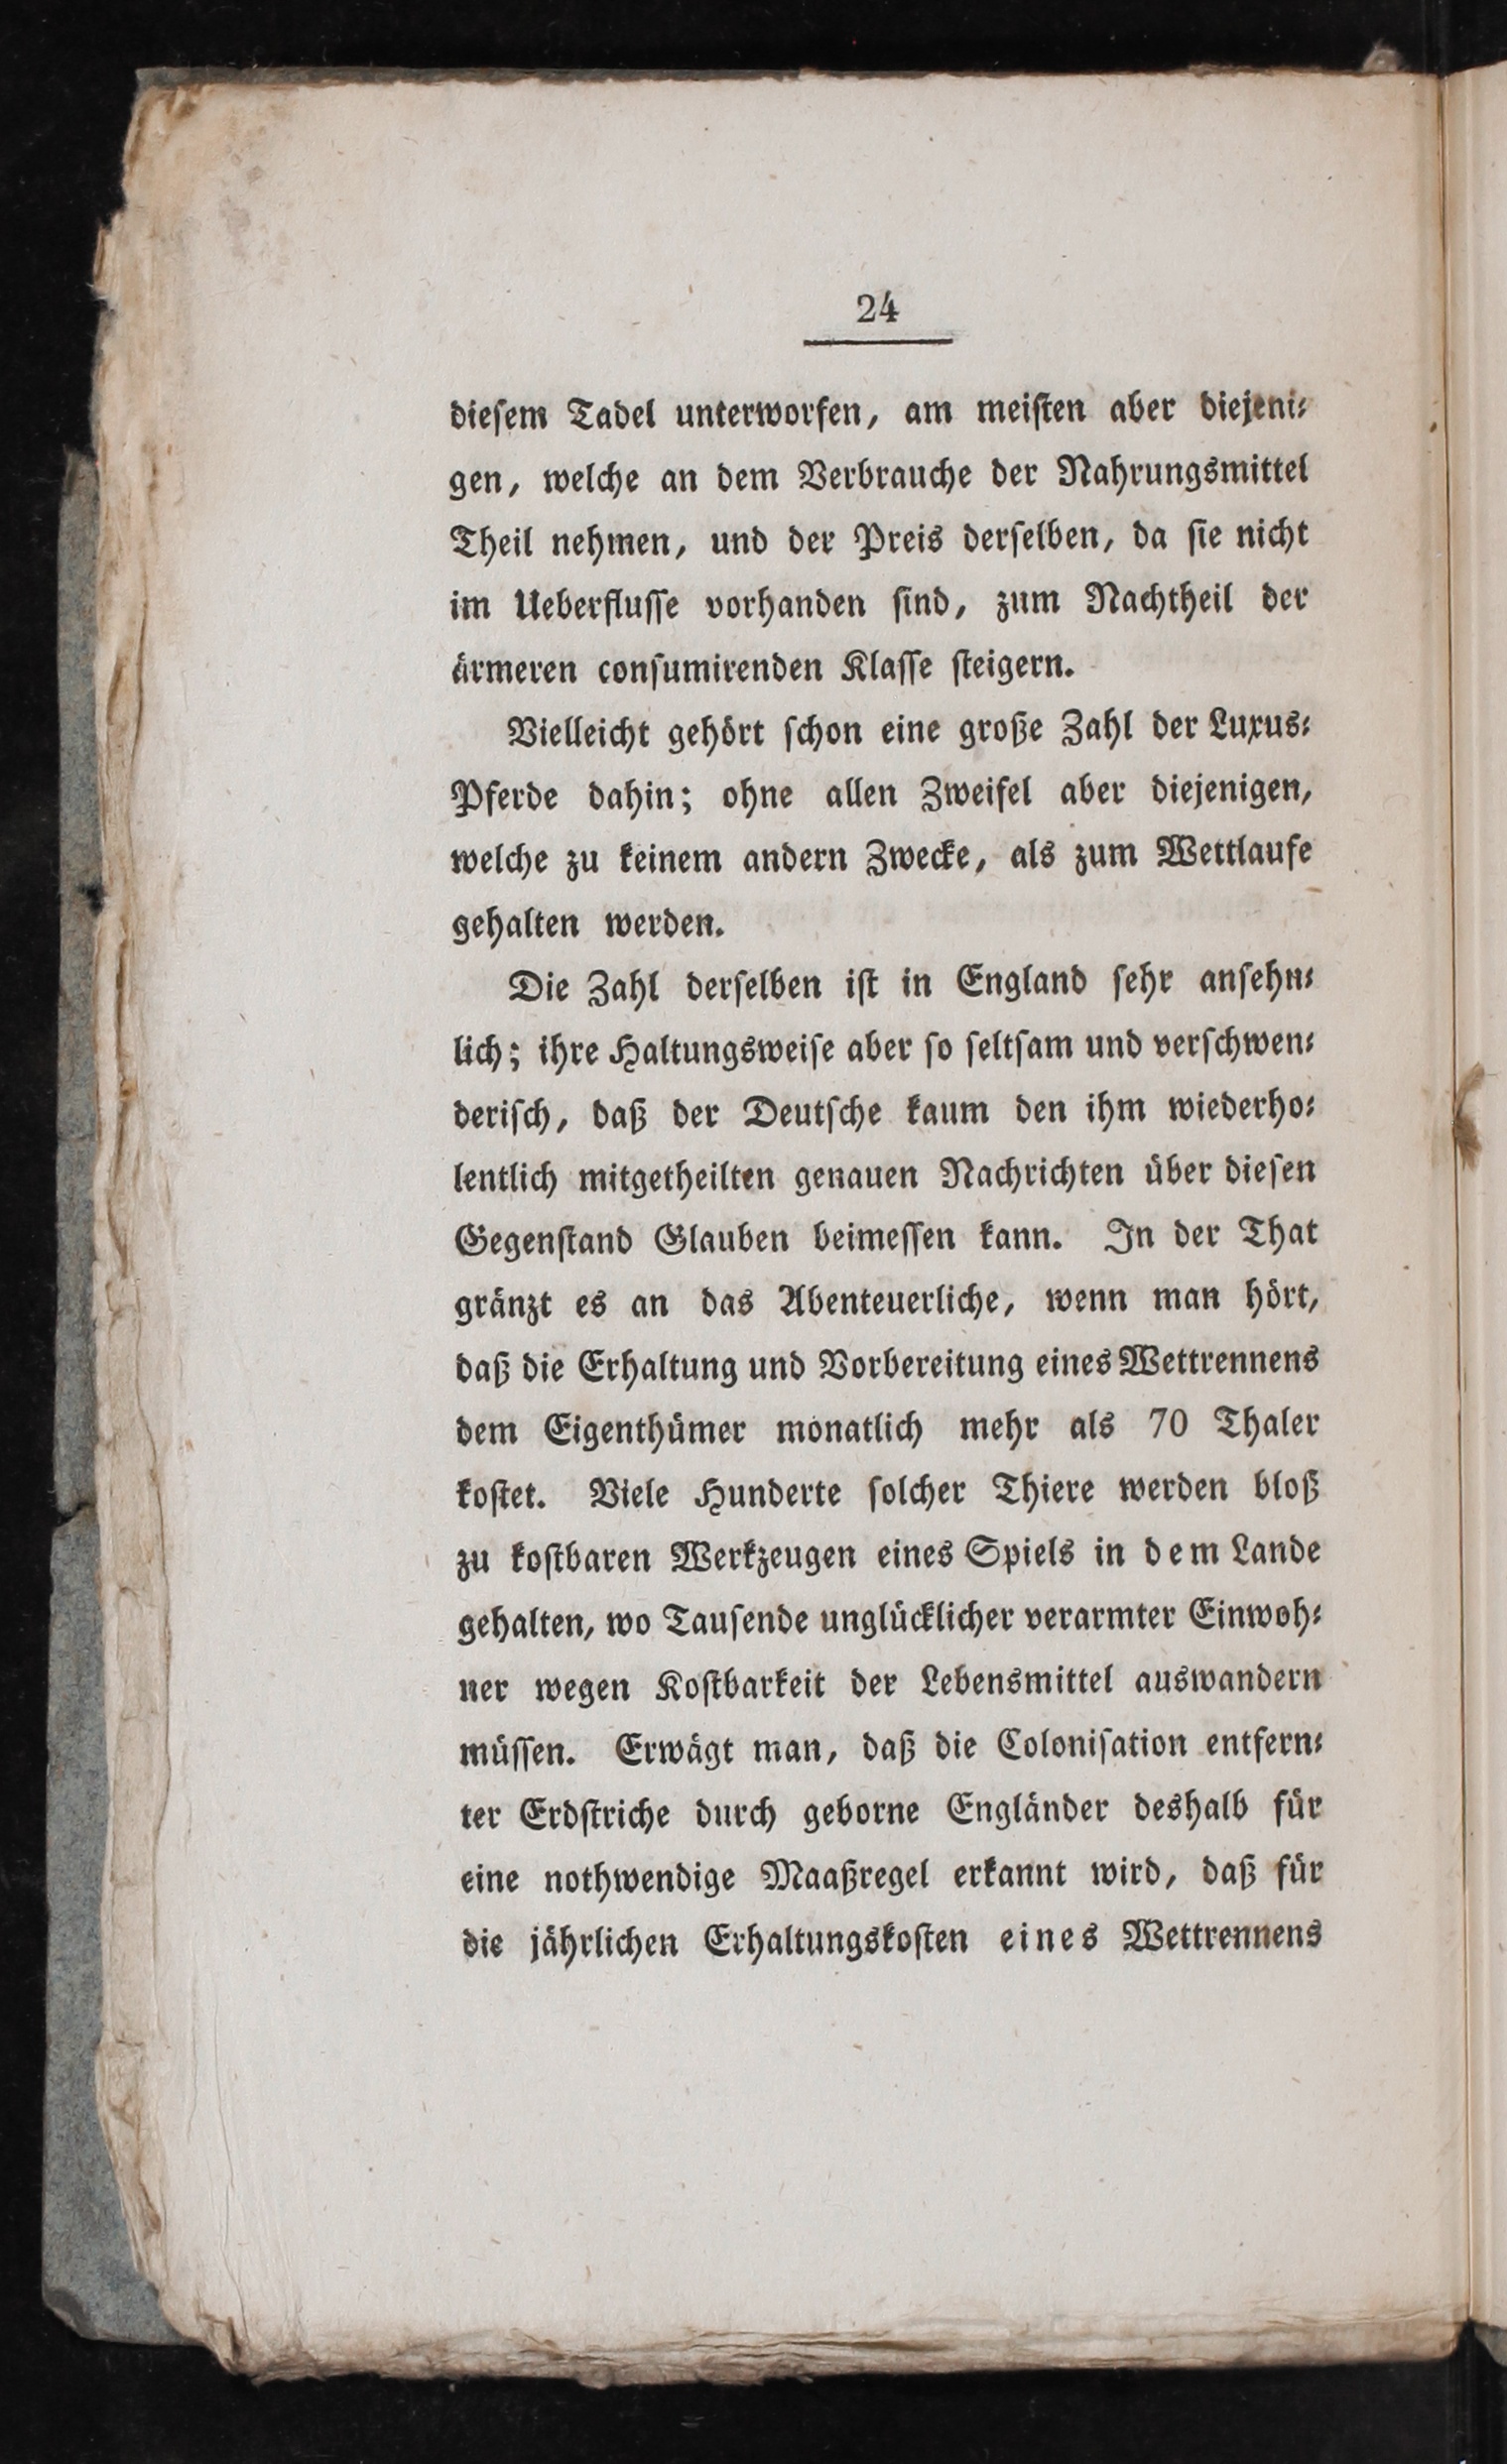 24
dieſem Tadel unterworfen, am meiſten aber diejeni⸗
gen, welche an dem Verbrauche der Nahrungsmittel
Theil nehmen, und der Preis derſelben, da ſie nicht
im Ueberfluſſe vorhanden ſind, zum Nachtheil der
ärmeren conſumirenden Klaſſe ſteigern.
Vielleicht gehört ſchon eine große Zahl der Luxus⸗
Pferde dahin; ohne allen Zweifel aber diejenigen,
welche zu keinem andern Zwecke, als zum Wettlaufe
gehalten werden.
Die Zahl derſelben iſt in England ſehr anſehn⸗
lich; ihre Haltungsweiſe aber ſo ſeltſam und verſchwen⸗
deriſch, daß der Deutſche kaum den ihm wiederho⸗
lentlich mitgetheilten genauen Nachrichten über dieſen
Gegenſtand Glauben beimeſſen kann. In der That
gränzt es an das Abenteuerliche, wenn man hört,
daß die Erhaltung und Vorbereitung eines Wettrennens
dem Eigenthümer monatlich mehr als 70 Thaler
koſtet. Viele Hunderte ſolcher Thiere werden bloß
zu koſtbaren Werkzeugen eines Spiels in dem Lande
gehalten, wo Tauſende unglücklicher verarmter Einwoh⸗
ner wegen Koſtbarkeit der Lebensmittel auswandern
müſſen. Erwägt man, daß die Coloniſation entfern⸗
ter Erdſtriche durch geborne Engländer deshalb für
eine nothwendige Maaßregel erkannt wird, daß für
die jährlichen Erhaltungskoſten eines Wettrennens